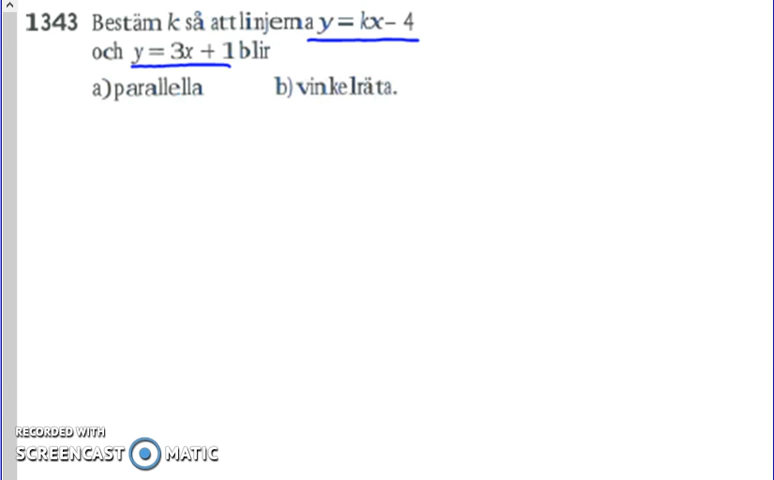 1343 Bestäm k så att linjerna y = kx – 4
och y = 3x + 1 blir
a) parallella b) vinkelräta.
RECORDED WITH
SCREENCAST MATIC